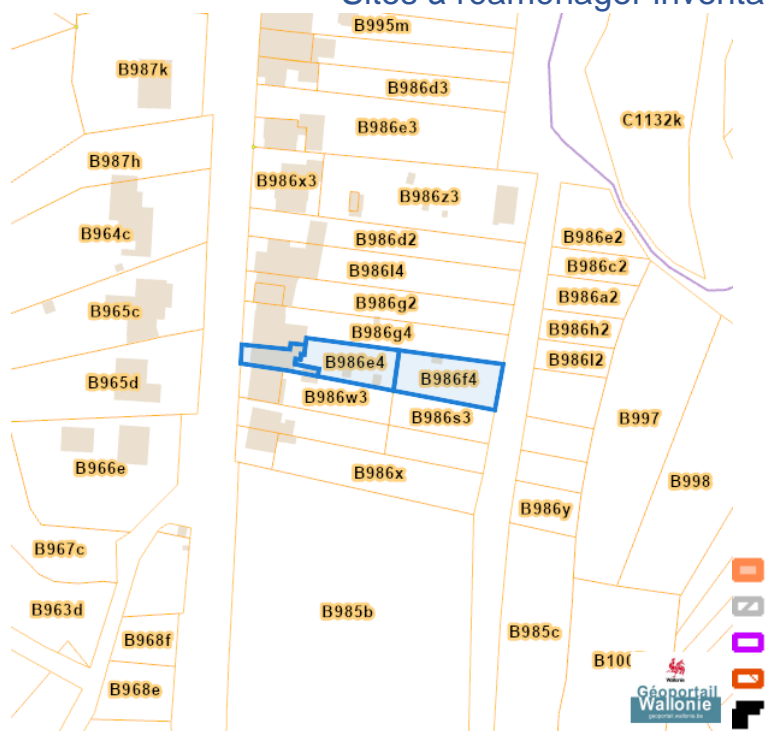 Sites à réaménager inventa
B995m
B987k
B986d3
C1132k
B986e3
B987h
B986x3
B986z3
B964c
B986d2
B986e2
B986l4
B986c2
B965c
B986g2
B986a2
B986g4
B986h2
B986e4
B986l2
B965d
B986f4
B986w3
B986s3
B997
B966e
B986x
B998
B986y
B967c
B963d
B985b
B968f
B985c
B968e
B100
Wallonie
Géoportail
Wallonie
geoportail.wallonie.be